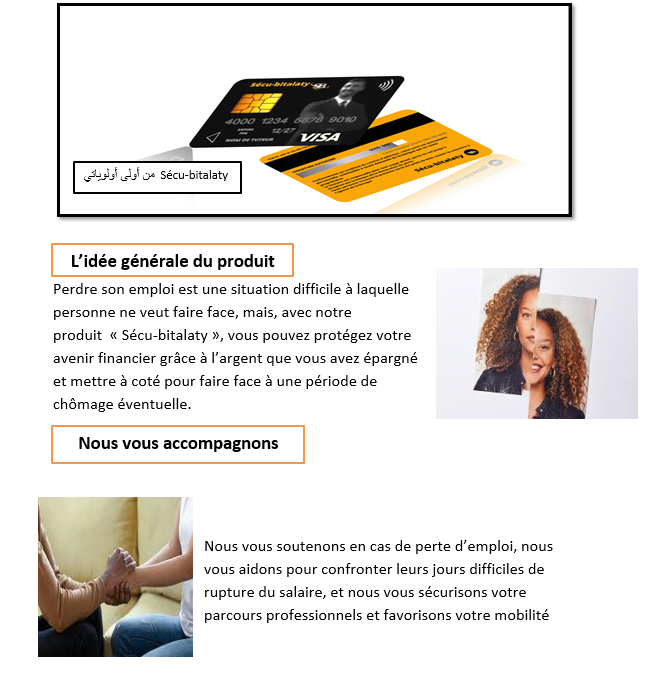 Sécu-bitalaty
4000 1234 5678 9010
12/27
VISA
Sécu-bitalaty
Sécu-bitalaty من أولى أولوياتي
L’idée générale du produit
Perdre son emploi est une situation difficile à laquelle
personne ne veut faire face, mais, avec notre
produit « Sécu-bitalaty », vous pouvez protégez votre
avenir financier grâce à l’argent que vous avez épargné
et mettre à coté pour faire face à une période de
chômage éventuelle.
Nous vous accompagnons
Nous vous soutenons en cas de perte d’emploi, nous
vous aidons pour confronter leurs jours difficiles de
rupture du salaire, et nous vous sécurisons votre
parcours professionnels et favorisons votre mobilité